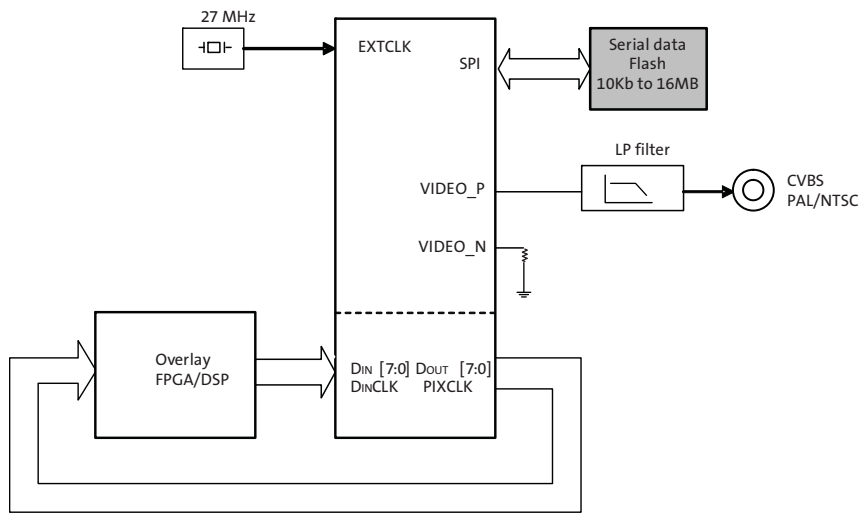 27 MHz
EXTCLK
SPI
Serial data
Flash
10Kb to 16MB
LP filter
VIDEO_P
CVBS
PAL/NTSC
VIDEO_N
Overlay
FPGA/DSP
DIN [7:0] DOUT [7:0]
DINCLK PIXCLK